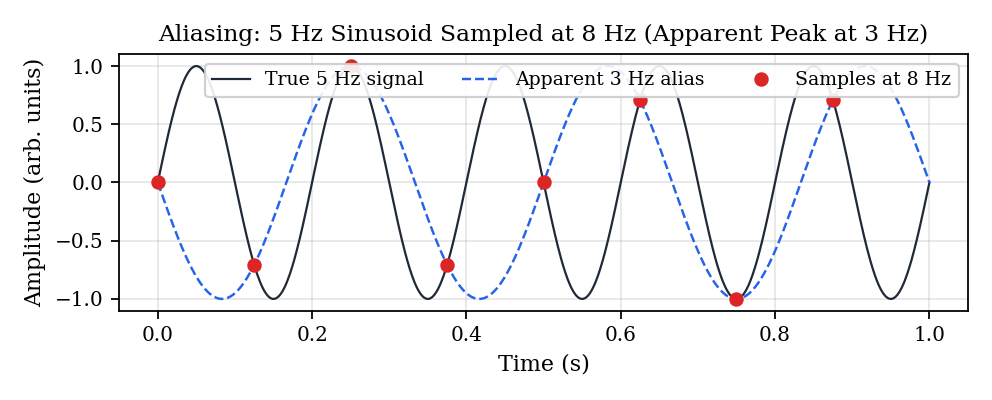 Aliasing: 5 Hz Sinusoid Sampled at 8 Hz (Apparent Peak at 3 Hz)
True 5 Hz signal
Apparent 3 Hz alias
Samples at 8 Hz
Amplitude (arb. units)
1.0
0.5
0.0
−0.5
−1.0
0.0 0.2 0.4 0.6 0.8 1.0
Time (s)